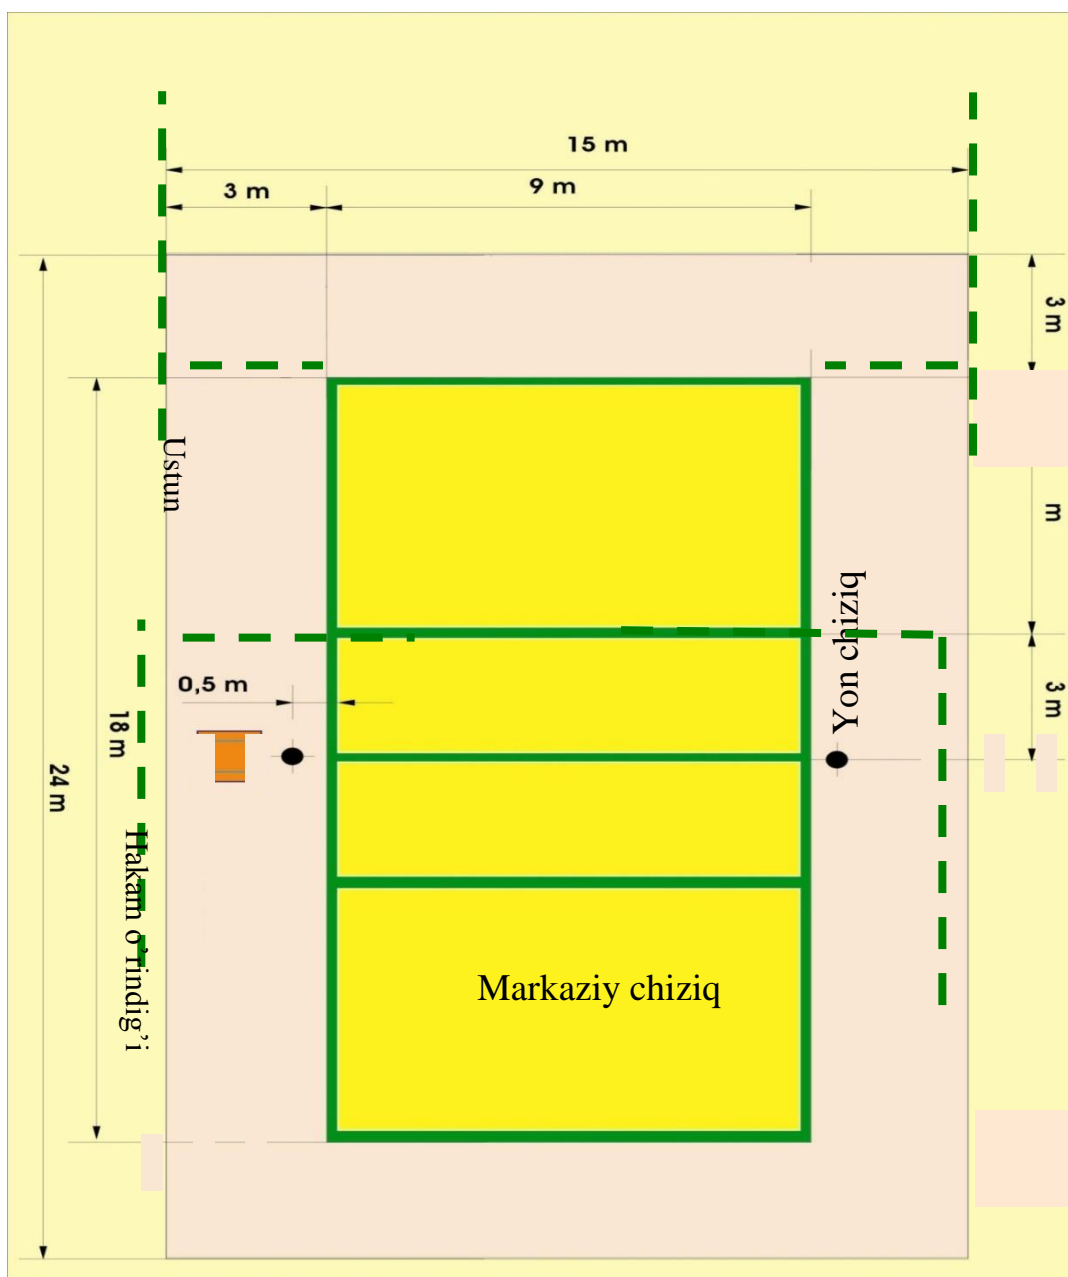 15 m
3 m
9 m
3 m
Ustun
m
Yon chiziq
0,5 m
3 m
18 m
24 m
Hakam o’rindig’i
Markaziy chiziq